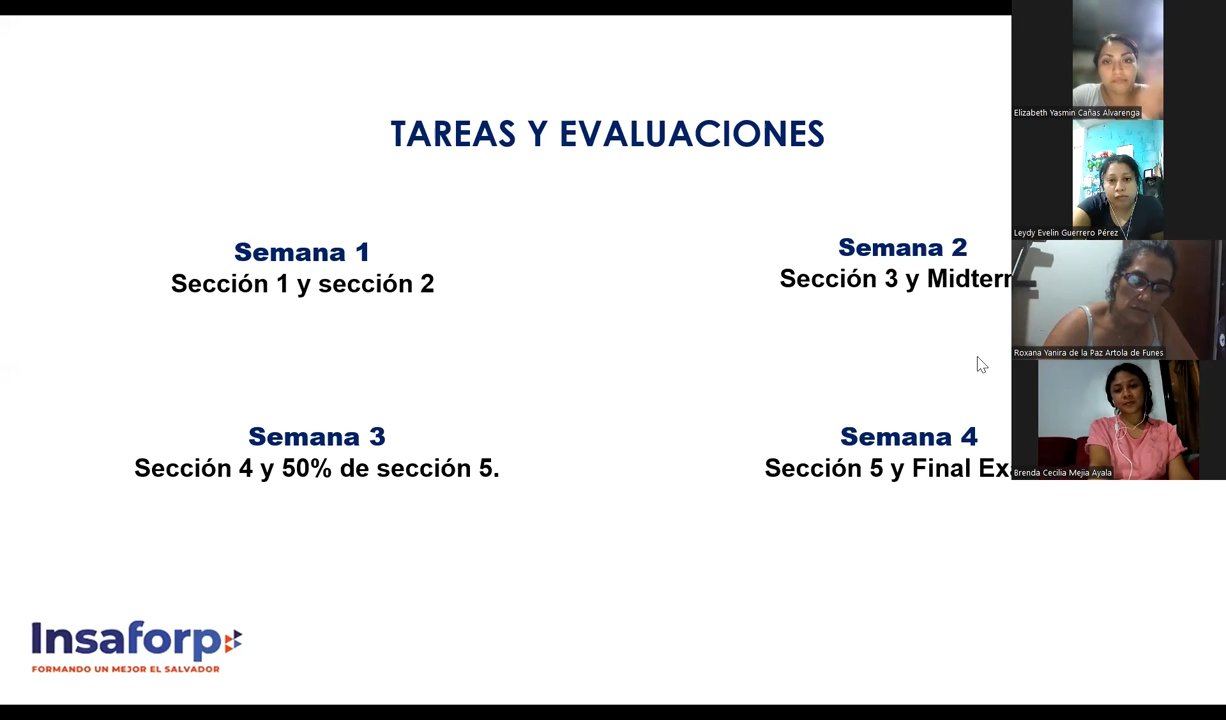 TAREAS Y EVALUACIONES
Semana 1
Sección 1 y sección 2
Semana 2
Sección 3 y Midterm
Semana 3
Sección 4 y 50% de sección 5.
Semana 4
Sección 5 y Final Ex
Insaforp
FORMANDO UN MEJOR EL SALVADOR
Elizabeth Yasmin Cañas Alvarenga
Leydy Evelin Guerrero Pérez
Roxana Yanira de la Paz Artola de Funes
Brenda Cecilia Mejia Ayala